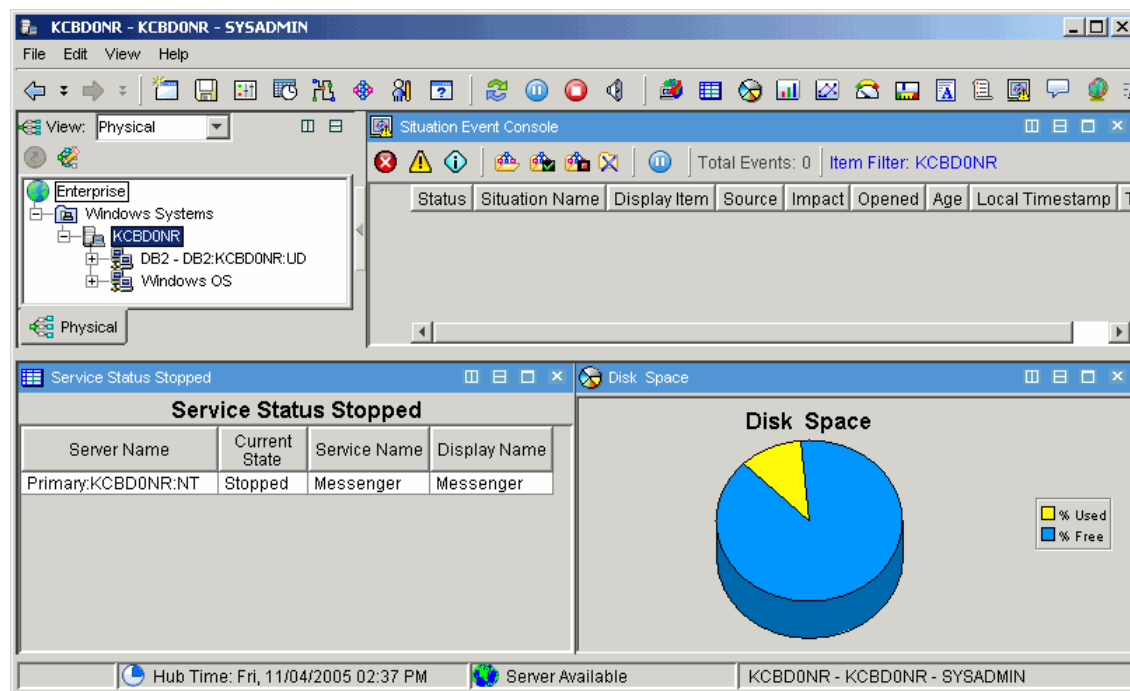 KCBD0NR - KCBD0NR - SYSADMIN
File Edit View Help
View: Physical
Enterprise
Windows Systems
KCBD0NR
DB2 - DB2:KCBD0NR:UD
Windows OS
Physical
Situation Event Console
Total Events: 0 Item Filter: KCBD0NR
Status Situation Name Display Item Source Impact Opened Age Local Timestamp T
Service Status Stopped
Service Status Stopped
Server Name Current State Service Name Display Name
Primary:KCBD0NR:NT Stopped Messenger Messenger
Disk Space
Disk Space
% Used
% Free
Hub Time: Fri, 11/04/2005 02:37 PM Server Available KCBD0NR - KCBD0NR - SYSADMIN